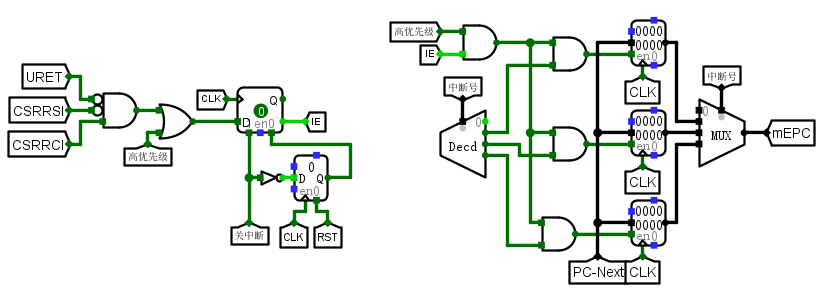 URET
CSRRSI
CSRRCI
高优先级
CLK
Q
0
D en0
IE
0
D Q
en0
关中断
CLK
RST
高优先级
IE
中断号
0
Decd
0000
0000
en0
CLK
0000
0000
en0
CLK
0000
0000
en0
PC-Next
CLK
中断号
0
MUX
mEPC